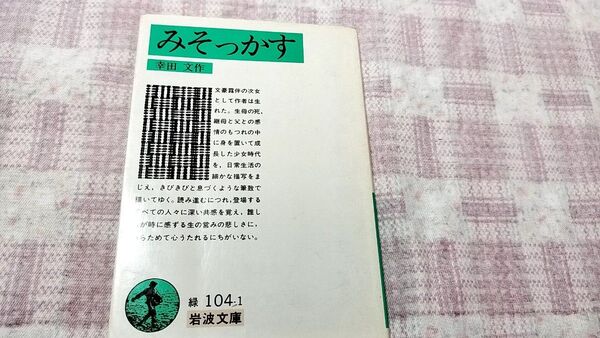 みそっかす
幸田 文作
文豪露伴の次女
として作者は生
れた。生母の死、
継母と父との感
情のもつれの中
に身を置いて成
長した少女時代
を、日常生活の
細かな描写をま
じえ、きびきびと息づくような筆致で
描いてゆく。読み進むにつれ、登場する
べての人々に深い共感を覚え、誰し
が時に感ずる生の営みの悲しさに、
らためて心うたれるにちがいない。
緑 104-1
岩波文庫